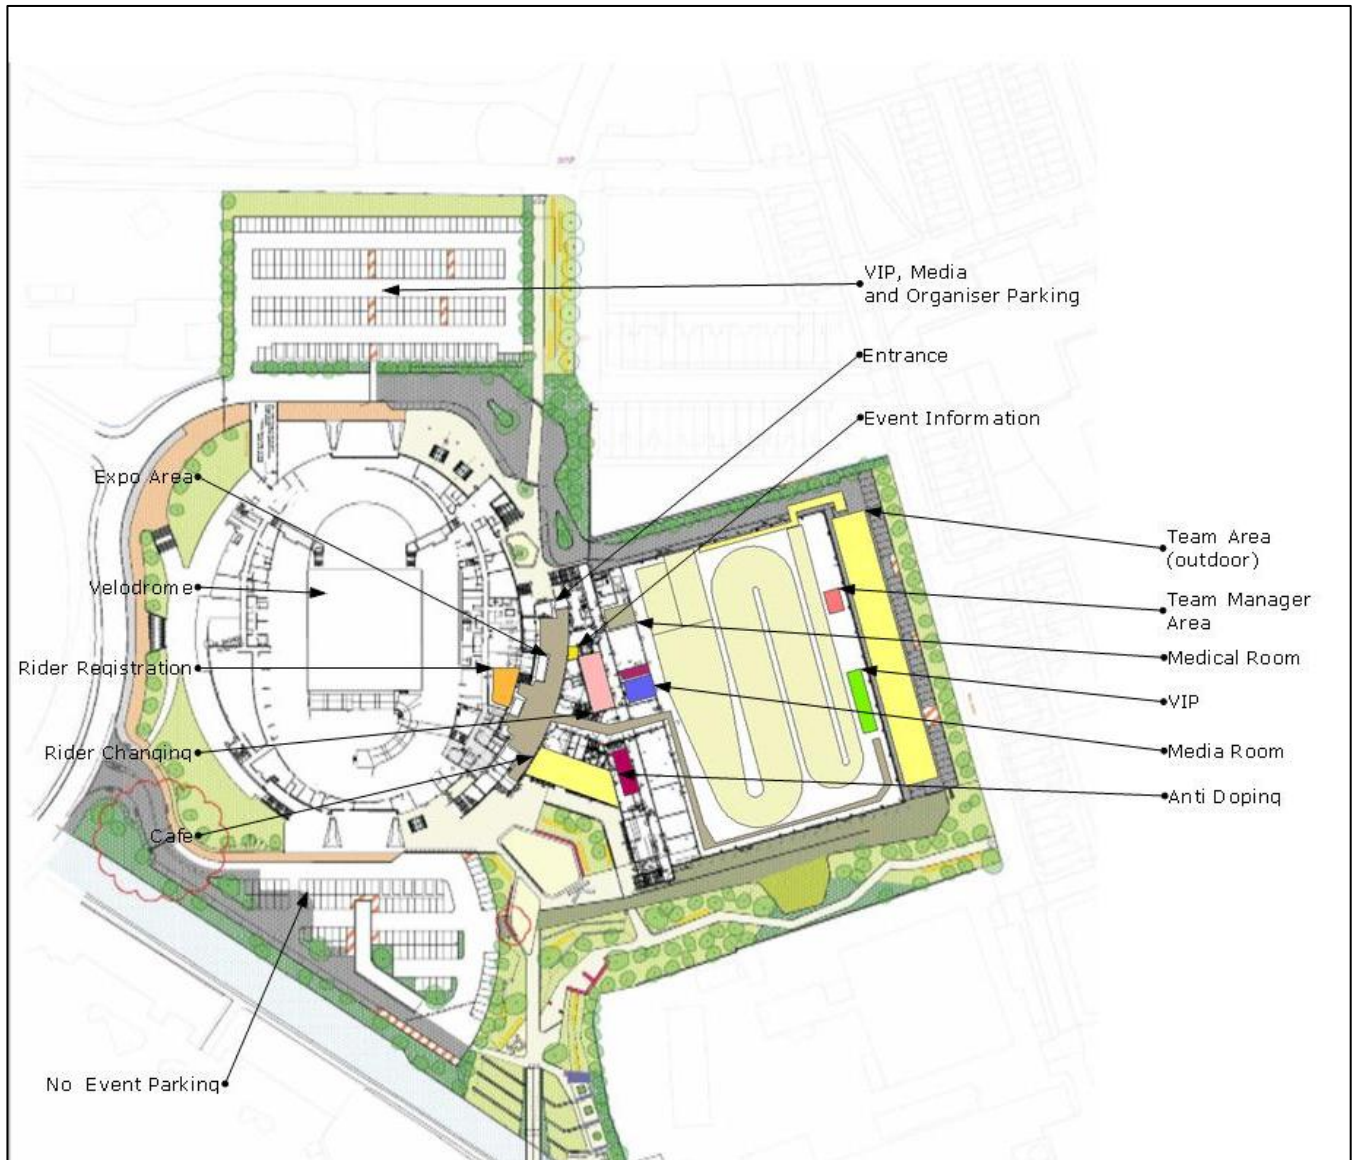 VIP, Media
and Organiser Parking
Entrance
Event Information
Expo Area
Team Area
(outdoor)
Velodrome
Team Manager
Area
Medical Room
Rider Registration
VIP
Rider Changing
Media Room
Anti Doping
Cafe
No Event Parking